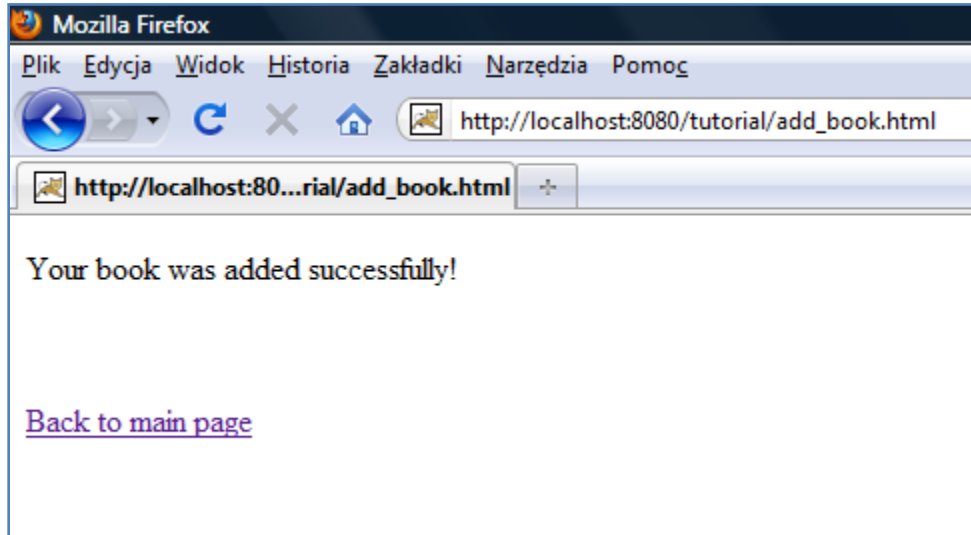 Mozilla Firefox
Plik Edycja Widok Historia Zakładki Narzędzia Pomoc
http://localhost:8080/tutorial/add_book.html
http://localhost:80...rial/add_book.html
Your book was added successfully!
Back to main page